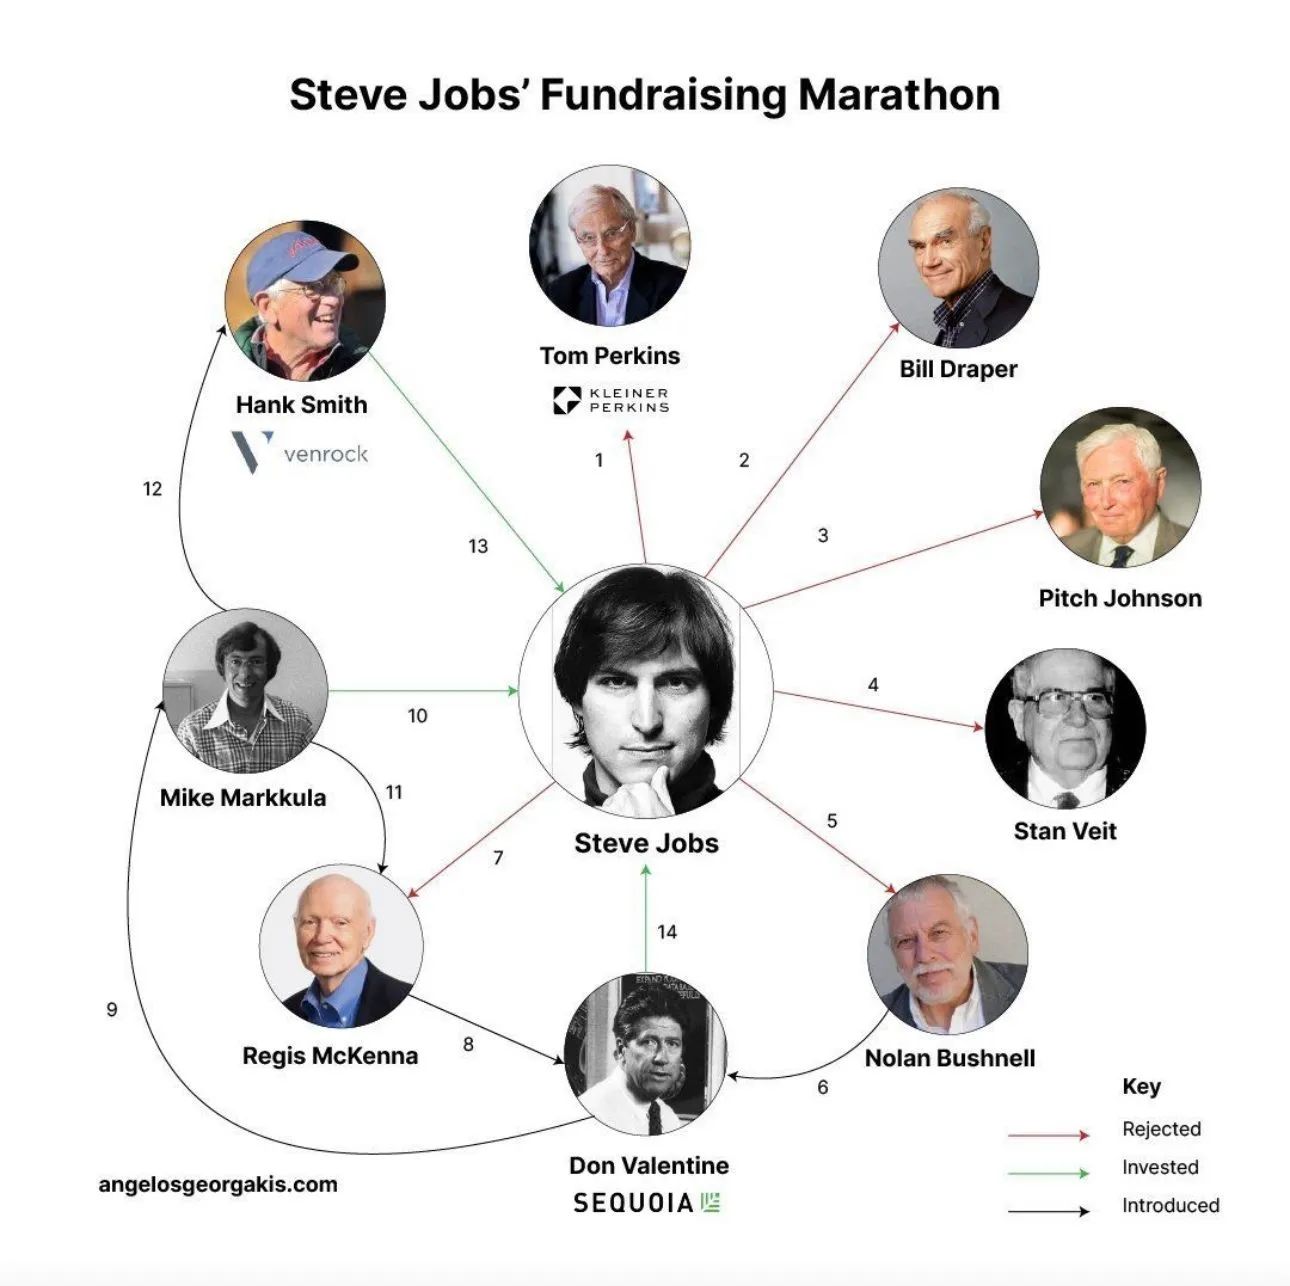 Steve Jobs’ Fundraising Marathon
Hank Smith
venrock
Tom Perkins
KLEINER
PERKINS
Bill Draper
1
2
3
12
13
Pitch Johnson
4
Stan Veit
Mike Markkula
10
11
Steve Jobs
7
5
14
9
Regis McKenna
8
Nolan Bushnell
6
Don Valentine
SEQUOIA
angelosgeorgakis.com
Key
Rejected
Invested
Introduced